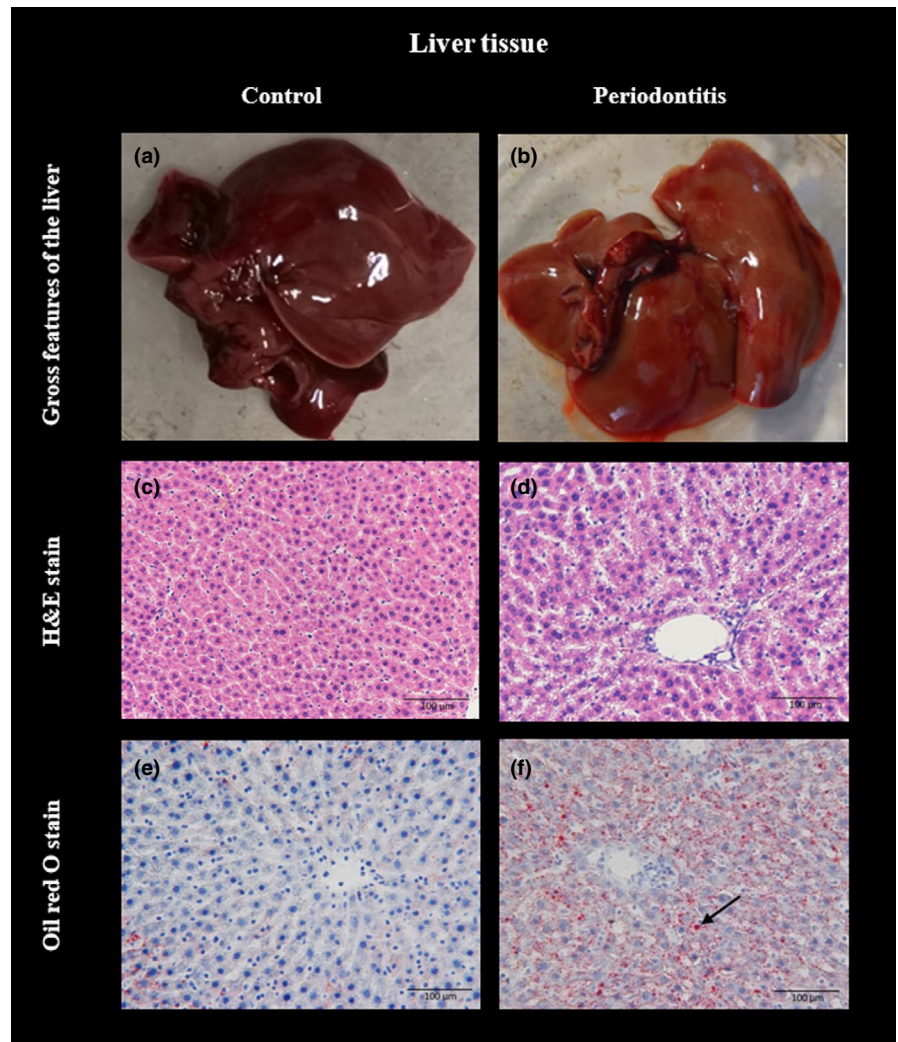 Liver tissue
Control
Periodontitis
Gross features of the liver
(a)
(b)
H&E stain
(c)
(d)
100 µm
100 µm
Oil red O stain
(e)
(f)
100 µm
100 µm